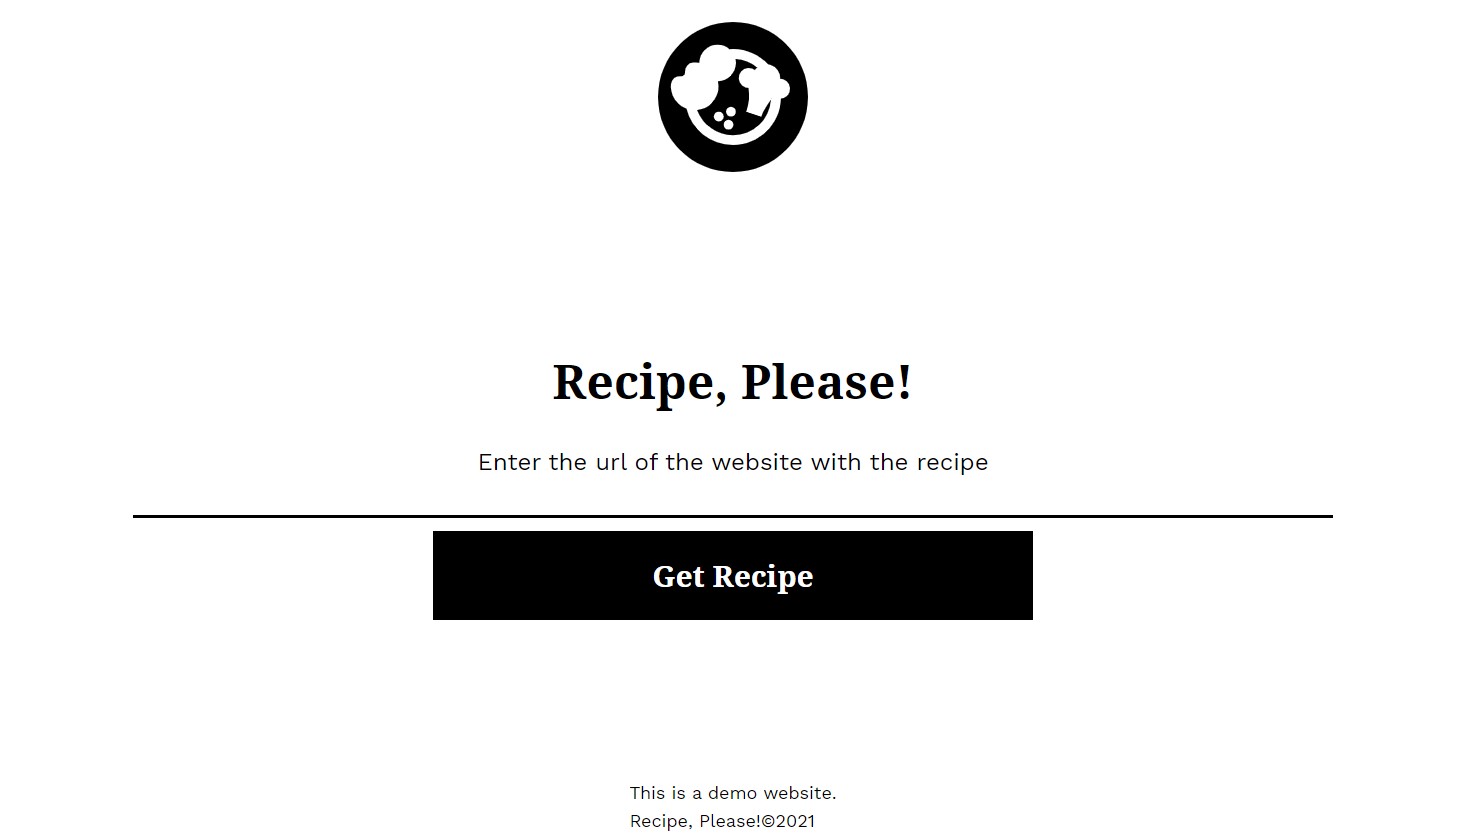 Recipe, Please!
Enter the url of the website with the recipe
Get Recipe
This is a demo website.
Recipe, Please!©2021